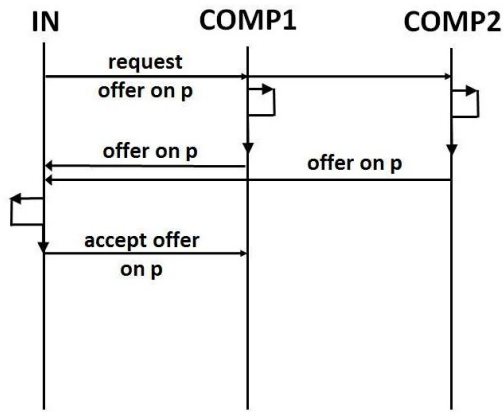 IN
COMP1
COMP2
request
offer on p
offer on p
offer on p
accept offer
on p